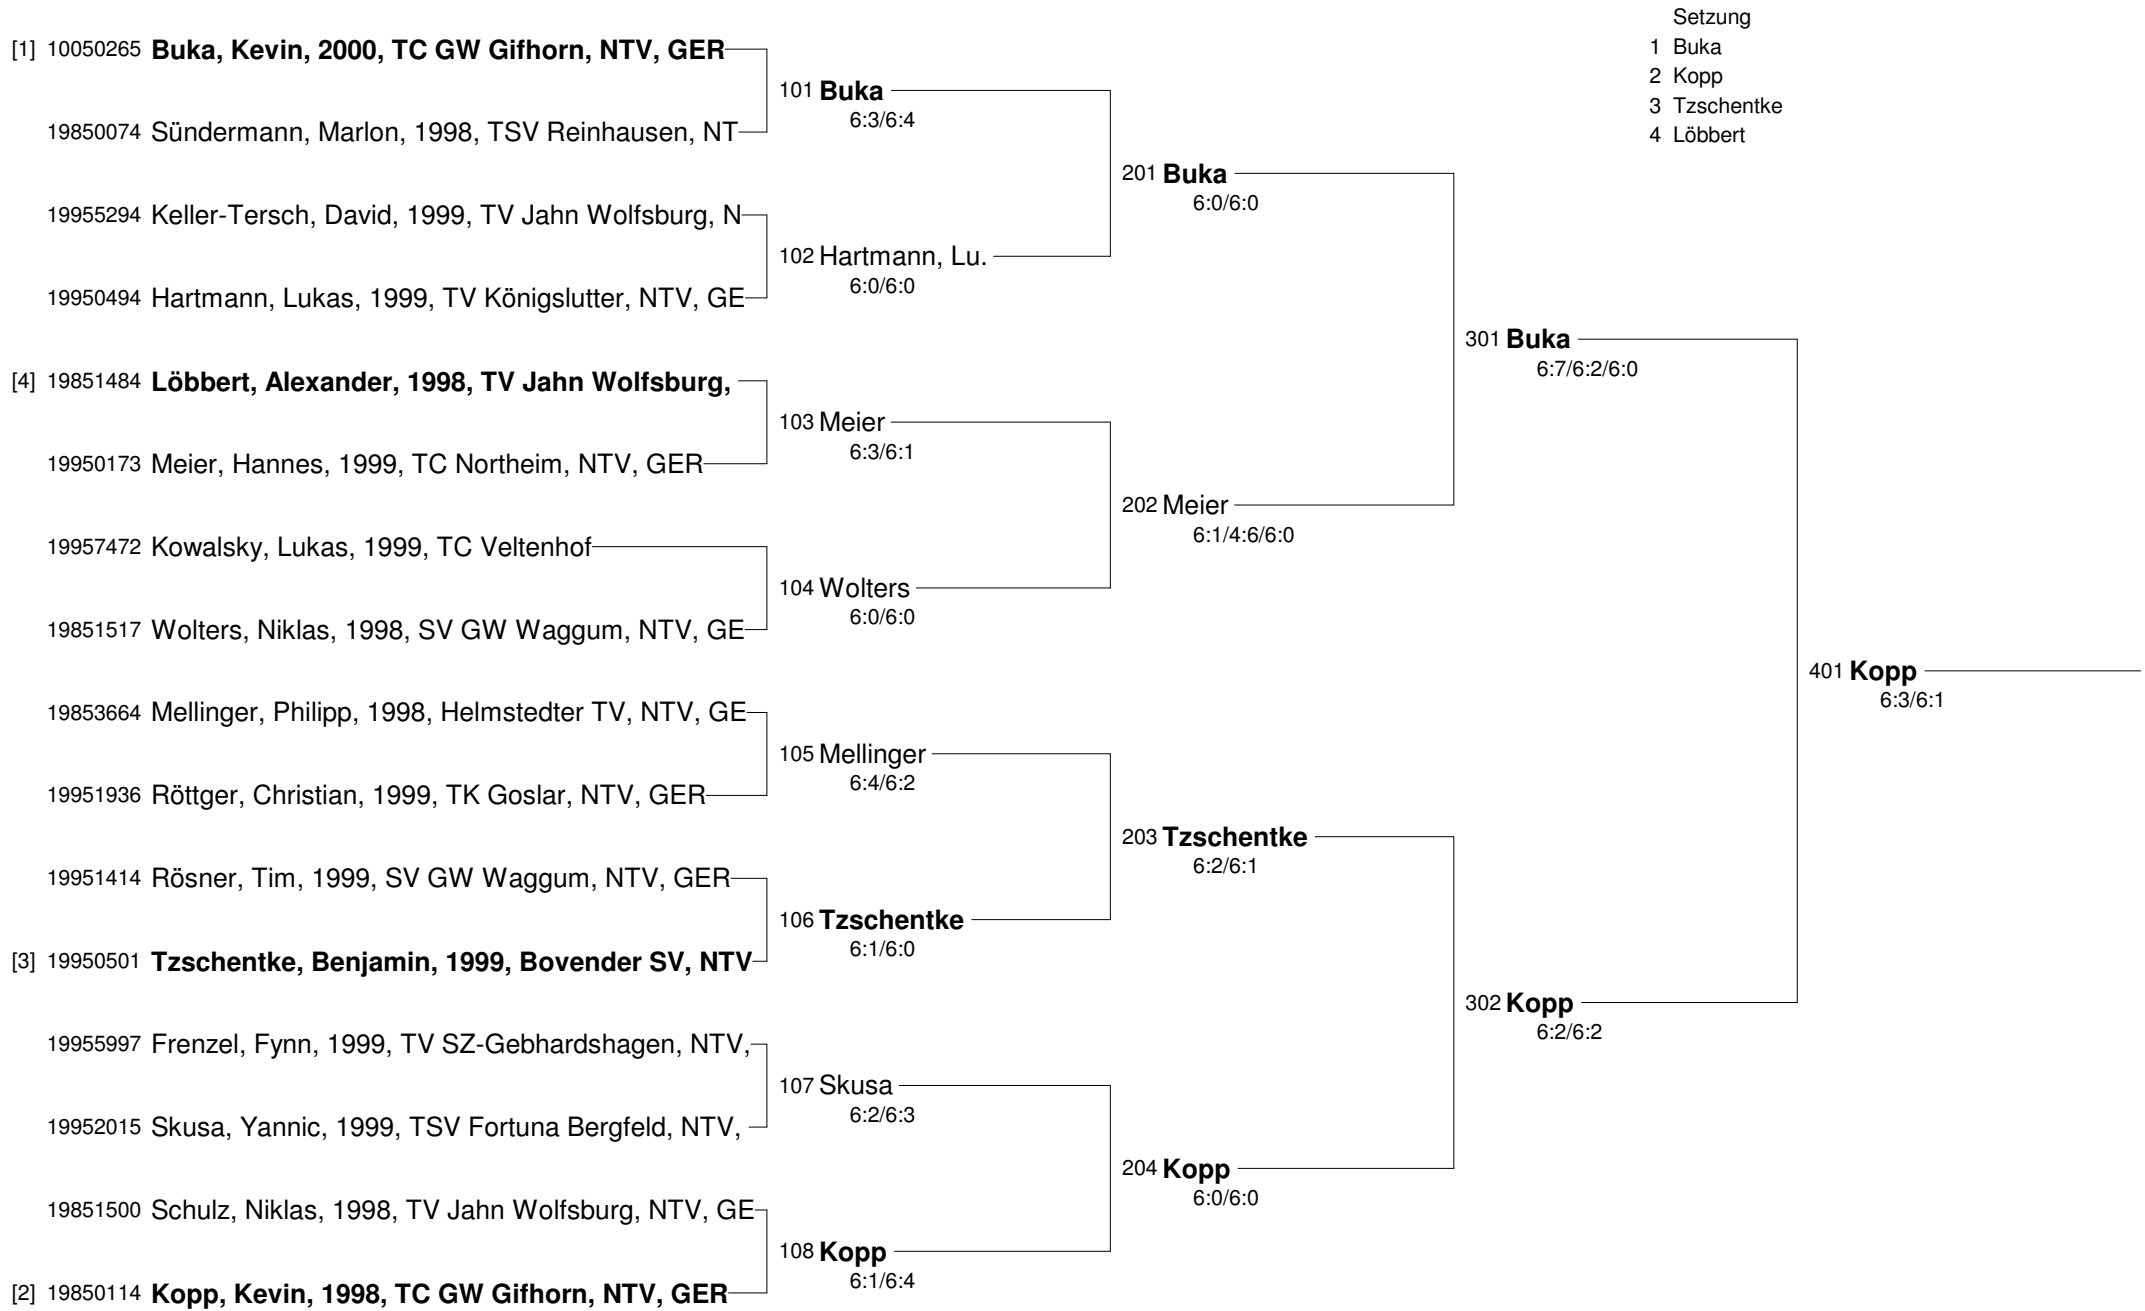 Setzung
1 Buka
2 Kopp
3 Tzschentke
4 Löbbert
[1] 10050265 Buka, Kevin, 2000, TC GW Gifhorn, NTV, GER
101 Buka
6:3/6:4
19850074 Sündermann, Marlon, 1998, TSV Reinhausen, NT
201 Buka
6:0/6:0
19955294 Keller-Tersch, David, 1999, TV Jahn Wolfsburg, N
102 Hartmann, Lu.
6:0/6:0
19950494 Hartmann, Lukas, 1999, TV Königslutter, NTV, GE
301 Buka
6:7/6:2/6:0
[4] 19851484 Löbbert, Alexander, 1998, TV Jahn Wolfsburg,
103 Meier
6:3/6:1
19950173 Meier, Hannes, 1999, TC Northeim, NTV, GER
202 Meier
6:1/4:6/6:0
19957472 Kowalsky, Lukas, 1999, TC Veltenhof
104 Wolters
6:0/6:0
19851517 Wolters, Niklas, 1998, SV GW Waggum, NTV, GE
401 Kopp
6:3/6:1
19853664 Mellinger, Philipp, 1998, Helmstedter TV, NTV, GE
105 Mellinger
6:4/6:2
19951936 Röttger, Christian, 1999, TK Goslar, NTV, GER
203 Tzschentke
6:2/6:1
19951414 Rösner, Tim, 1999, SV GW Waggum, NTV, GER
106 Tzschentke
6:1/6:0
[3] 19950501 Tzschentke, Benjamin, 1999, Bovender SV, NTV
302 Kopp
6:2/6:2
19955997 Frenzel, Fynn, 1999, TV SZ-Gebhardshagen, NTV,
107 Skusa
6:2/6:3
19952015 Skusa, Yannic, 1999, TSV Fortuna Bergfeld, NTV,
204 Kopp
6:0/6:0
19851500 Schulz, Niklas, 1998, TV Jahn Wolfsburg, NTV, GE
108 Kopp
6:1/6:4
[2] 19850114 Kopp, Kevin, 1998, TC GW Gifhorn, NTV, GER